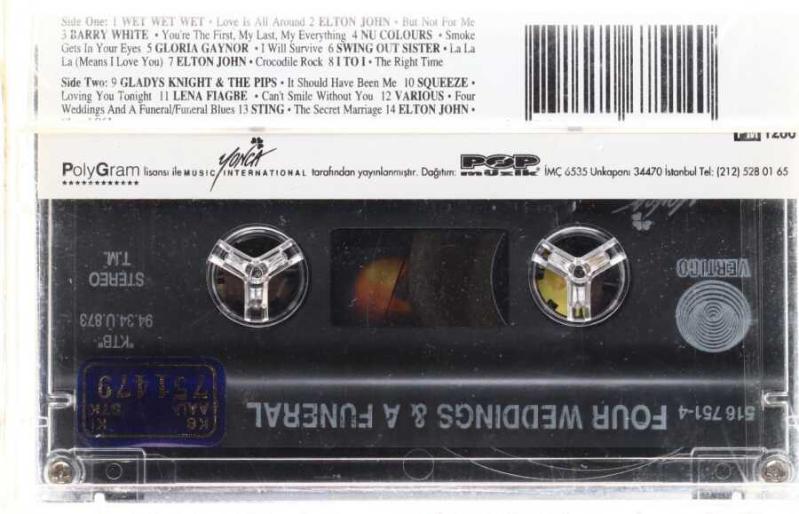 Side One: 1 WET WET WET • Love Is All Around 2 ELTON JOHN • But Not For Me
3 BARRY WHITE • You're The First, My Last, My Everything 4 NU COLOURS • Smoke
Gets In Your Eyes 5 GLORIA GAYNOR • I Will Survive 6 SWING OUT SISTER • La La
La (Means I Love You) 7 ELTON JOHN • Crocodile Rock 8 I TO I • The Right Time
Side Two: 9 GLADYS KNIGHT & THE PIPS • It Should Have Been Me 10 SQUEEZE •
Loving You Tonight 11 LENA FIAGBE • Can't Smile Without You 12 VARIOUS • Four
Weddings And A Funeral/Funeral Blues 13 STING • The Secret Marriage 14 ELTON JOHN •
PolyGram lisansı ile MUSIC YONCA INTERNATIONAL tarafından yayınlanmıştır. Dağıtım: POP müzik İMÇ 6535 Unkapanı 34470 İstanbul Tel: (212) 528 01 65
516 751-4 FOUR WEDDINGS & A FUNERAL
KB
AAD
STK
751479
"KTB"
94.34.Ü.873
VERTIGO
STEREO
T.M.